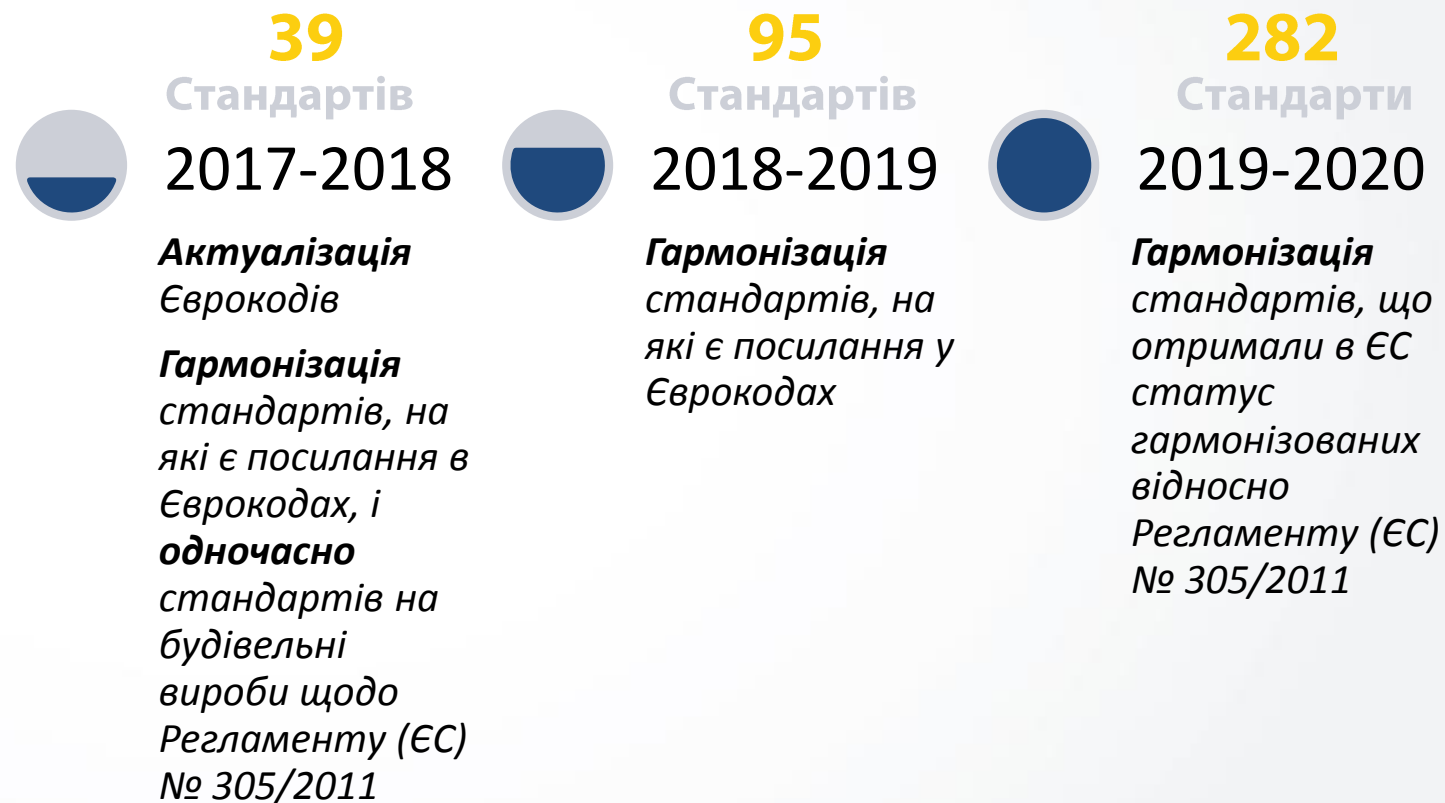 39
Стандартів
2017-2018
Актуалізація
Єврокодів
Гармонізація
стандартів, на
які є посилання в
Єврокодах, і
одночасно
стандартів на
будівельні
вироби щодо
Регламенту (ЄС)
№ 305/2011
95
Стандартів
2018-2019
Гармонізація
стандартів, на
які є посилання у
Єврокодах
282
Стандарти
2019-2020
Гармонізація
стандартів, що
отримали в ЄС
статус
гармонізованих
відносно
Регламенту (ЄС)
№ 305/2011